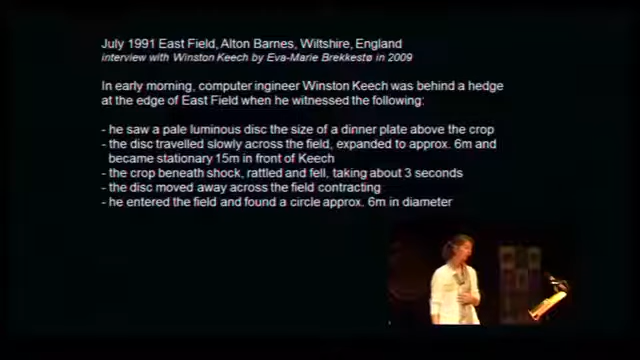 July 1991 East Field, Alton Barnes, Wiltshire, England
interview with Winston Keech by Eva-Marie Brekkestø in 2009
In early morning, computer ingineer Winston Keech was behind a hedge
at the edge of East Field when he witnessed the following:
- he saw a pale luminous disc the size of a dinner plate above the crop
- the disc travelled slowly across the field, expanded to approx. 6m and
became stationary 15m in front of Keech
- the crop beneath shook, rattled and fell, taking about 3 seconds
- the disc moved away across the field contracting
- he entered the field and found a circle approx. 6m in diameter